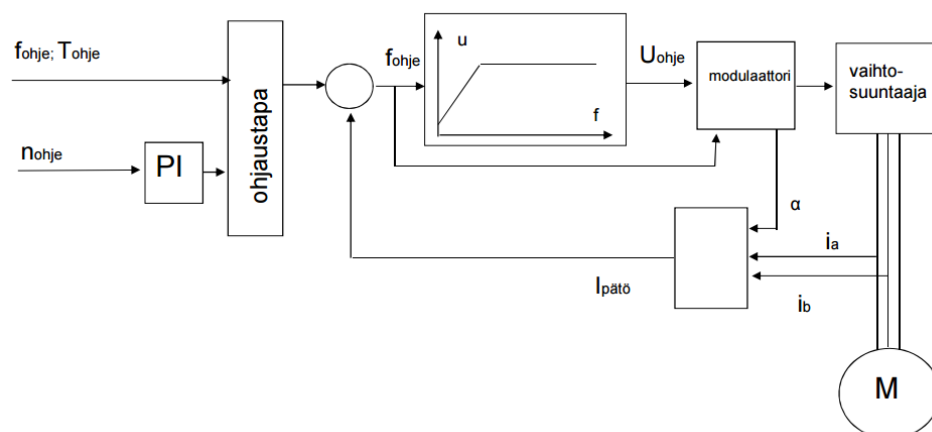 fohje; Tohje
nohje
PI
ohjaustapa
fohje
u
f
Uohje
modulaattori
vaihto-
suuntaaja
α
ia
ib
Ipätö
M